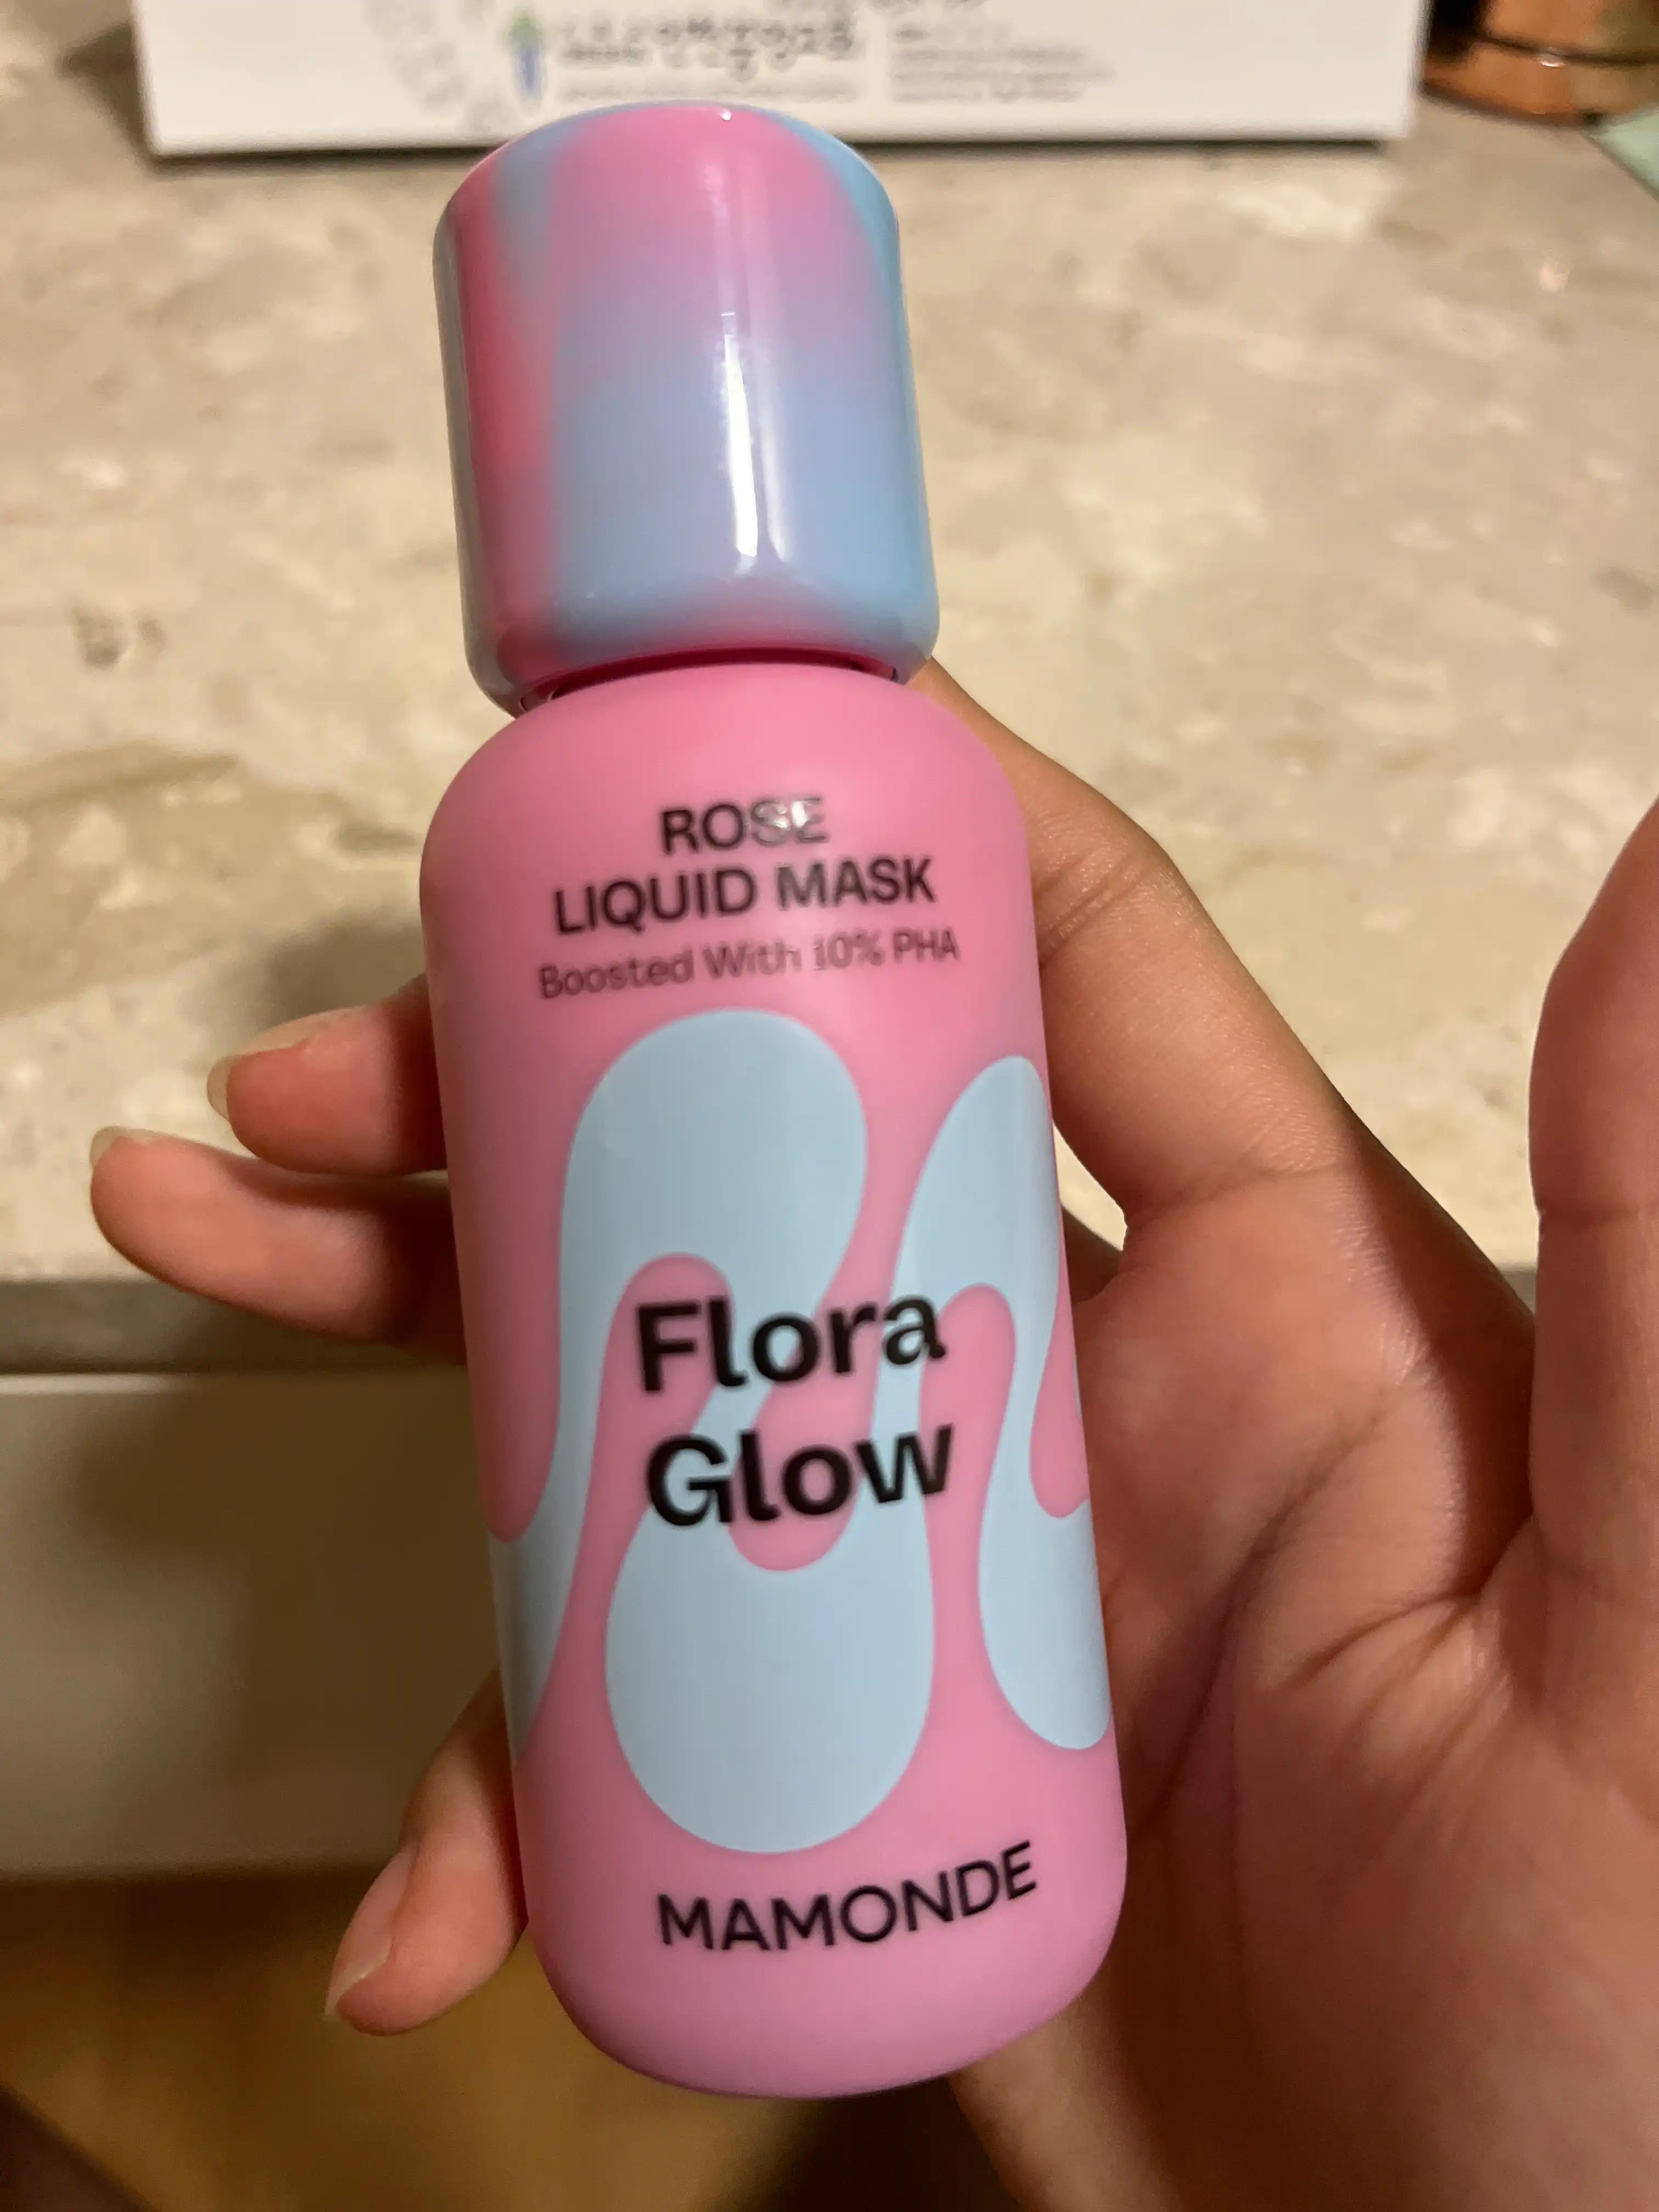 ROSE
LIQUID MASK
Boosted With 10% PHA
Flora
Glow
MAMONDE